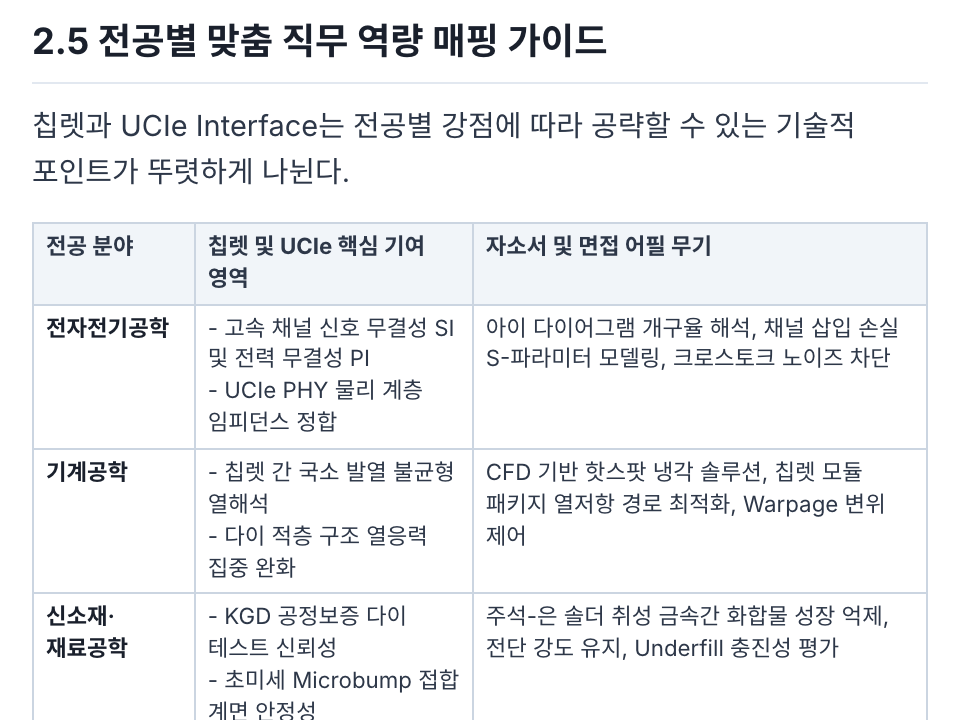 2.5 전공별 맞춤 직무 역량 매핑 가이드
칩렛과 UCIe Interface는 전공별 강점에 따라 공략할 수 있는 기술적
포인트가 뚜렷하게 나뉜다.
전공 분야
칩렛 및 UCIe 핵심 기여
영역
자소서 및 면접 어필 무기
전자전기공학
- 고속 채널 신호 무결성 SI
및 전력 무결성 PI
- UCIe PHY 물리 계층
임피던스 정합
아이 다이어그램 개구율 해석, 채널 삽입 손실
S-파라미터 모델링, 크로스토크 노이즈 차단
기계공학
- 칩렛 간 국소 발열 불균형
열해석
- 다이 적층 구조 열응력
집중 완화
CFD 기반 핫스팟 냉각 솔루션, 칩렛 모듈
패키지 열저항 경로 최적화, Warpage 변위
제어
신소재·
재료공학
- KGD 공정보증 다이
테스트 신뢰성
- 초미세 Microbump 접합
계면 안정성
주석-은 솔더 취성 금속간 화합물 성장 억제,
전단 강도 유지, Underfill 충진성 평가